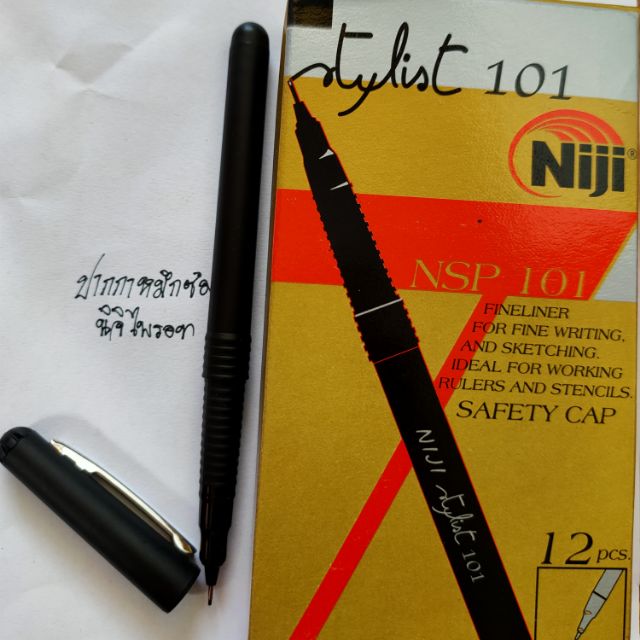 stylist 101
Niji®
NSP 101
FINELINER
FOR FINE WRITING,
AND SKETCHING.
IDEAL FOR WORKING
RULERS AND STENCILS.
SAFETY CAP
NIJI stylist 101
12 pcs.
ปากกาหมึกซึม
นิจิไพรอท